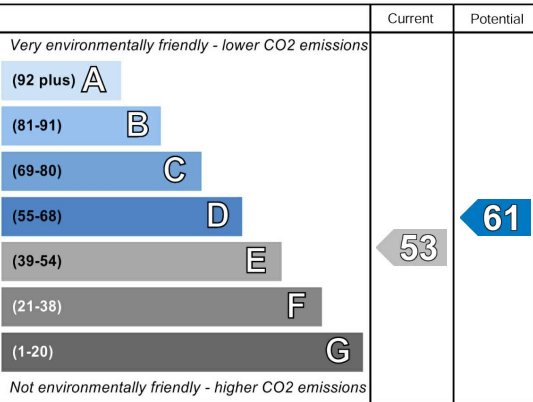 Current Potential
Very environmentally friendly - lower CO2 emissions
(92 plus) A
(81-91) B
(69-80) C
(55-68) D
61
(39-54) E
53
(21-38) F
(1-20) G
Not environmentally friendly - higher CO2 emissions